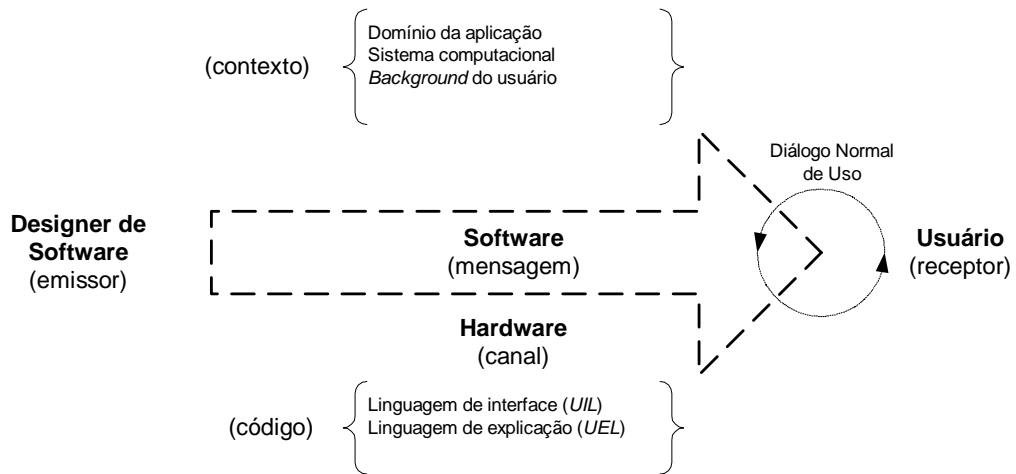 Domínio da aplicação
(contexto)
Sistema computacional
Background do usuário
Diálogo Normal
de Uso
Designer de
Software
(emissor)
Software
(mensagem)
Usuário
(receptor)
Hardware
(canal)
Linguagem de interface (UIL)
(código)
Linguagem de explicação (UEL)